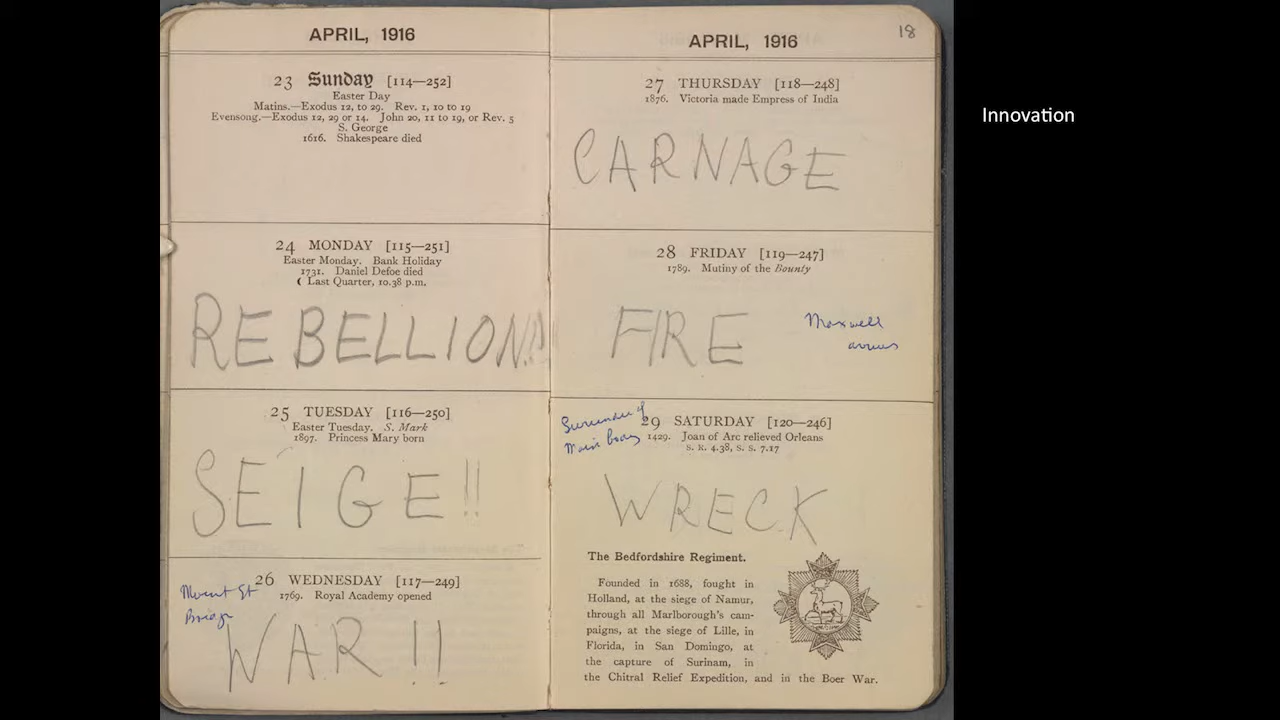 APRIL, 1916
23 Sunday [114—252]
Easter Day
Matins.—Exodus 12, to 29. Rev. 1, 10 to 19
Evensong.—Exodus 12, 29 or 14. John 20, 11 to 19, or Rev. 5
S. George
1616. Shakespeare died
24 MONDAY [115—251]
Easter Monday. Bank Holiday
1731. Daniel Defoe died
Last Quarter, 10.38 p.m.
REBELLION!!
25 TUESDAY [116—250]
Easter Tuesday. S. Mark
1897. Princess Mary born
SEIGE!!
26 WEDNESDAY [117—249]
1769. Royal Academy opened
Mount St
Bridge
WAR!!
APRIL, 1916
18
27 THURSDAY [118—248]
1876. Victoria made Empress of India
CARNAGE
28 FRIDAY [119—247]
1789. Mutiny of the Bounty
FIRE
Maxwell
arrives
Surrender of
Main body
29 SATURDAY [120—246]
1429. Joan of Arc relieved Orleans
S. R. 4.38, S. S. 7.17
WRECK
The Bedfordshire Regiment.
Founded in 1688, fought in
Holland, at the siege of Namur,
through all Marlborough's cam-
paigns, at the siege of Lille, in
Florida, in San Domingo, at
the capture of Surinam, in
the Chitral Relief Expedition, and in the Boer War.
Innovation